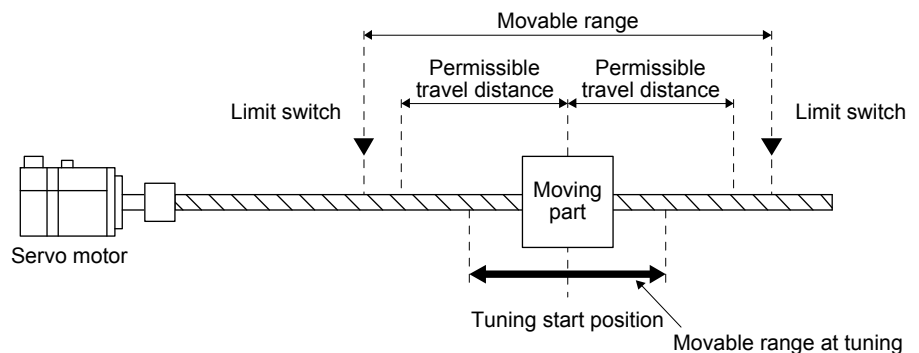 Movable range
Permissible
travel distance
Permissible
travel distance
Limit switch
Limit switch
Moving
part
Servo motor
Tuning start position
Movable range at tuning